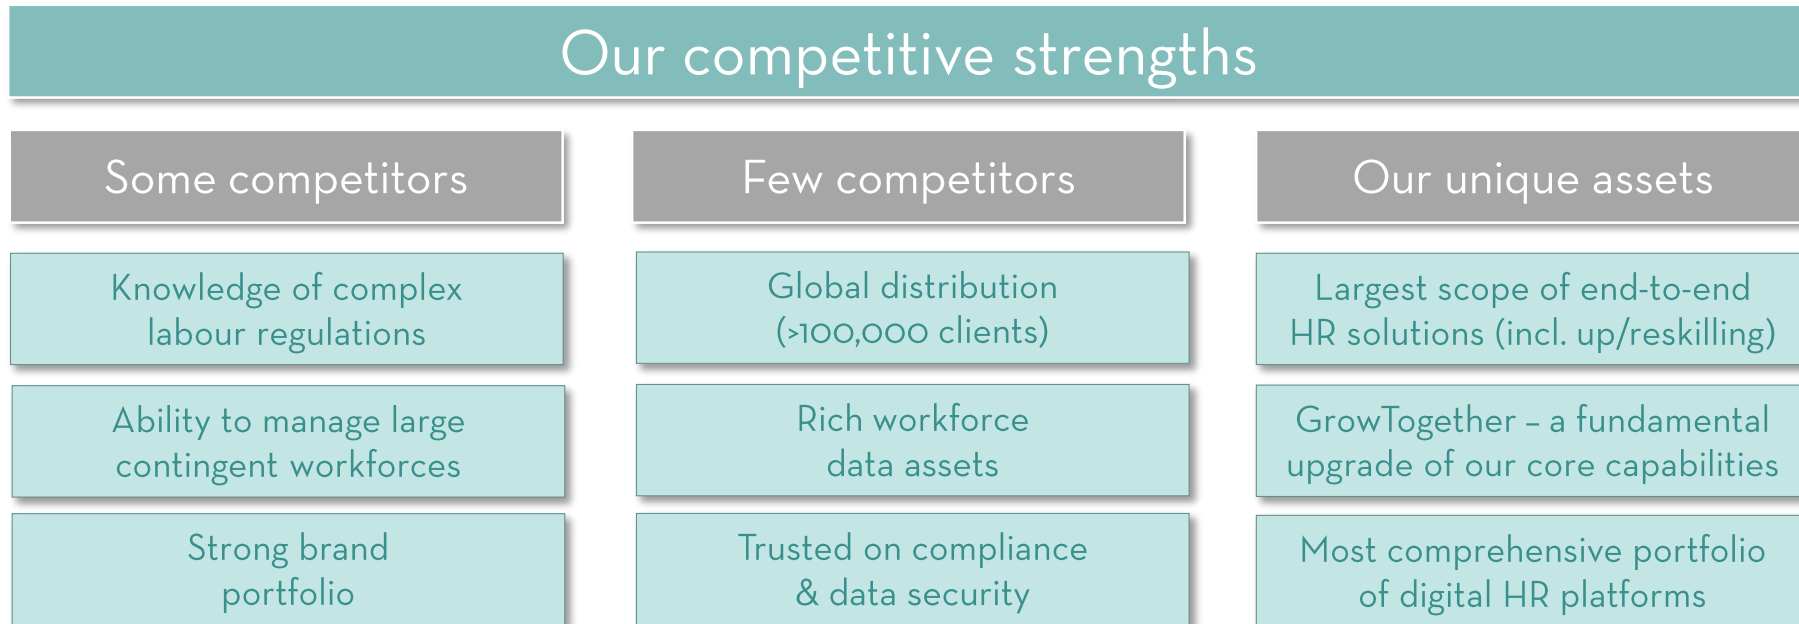 Our competitive strengths
Some competitors
Few competitors
Our unique assets
Knowledge of complex
labour regulations
Global distribution
(>100,000 clients)
Largest scope of end-to-end
HR solutions (incl. up/reskilling)
Ability to manage large
contingent workforces
Rich workforce
data assets
GrowTogether – a fundamental
upgrade of our core capabilities
Strong brand
portfolio
Trusted on compliance
& data security
Most comprehensive portfolio
of digital HR platforms